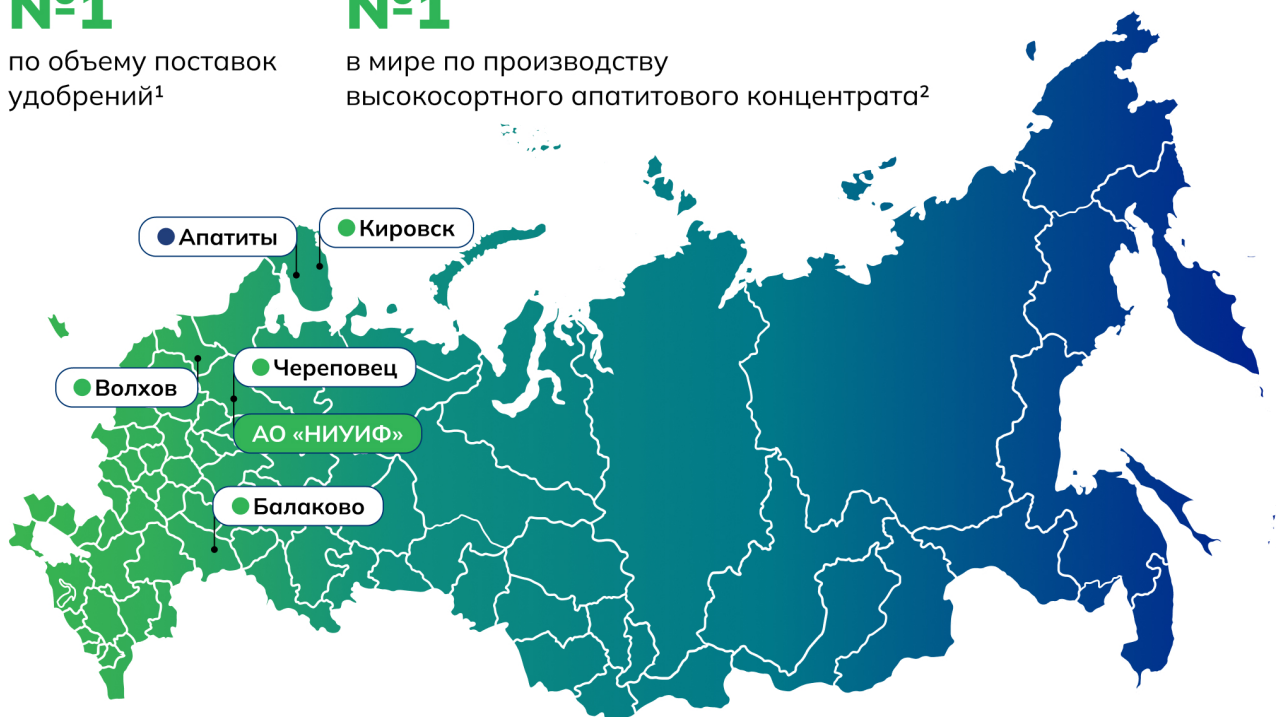 №1
по объему поставок
удобрений¹
№1
в мире по производству
высокосортного апатитового концентрата²
Апатиты
Кировск
Череповец
Волхов
АО «НИУИФ»
Балаково